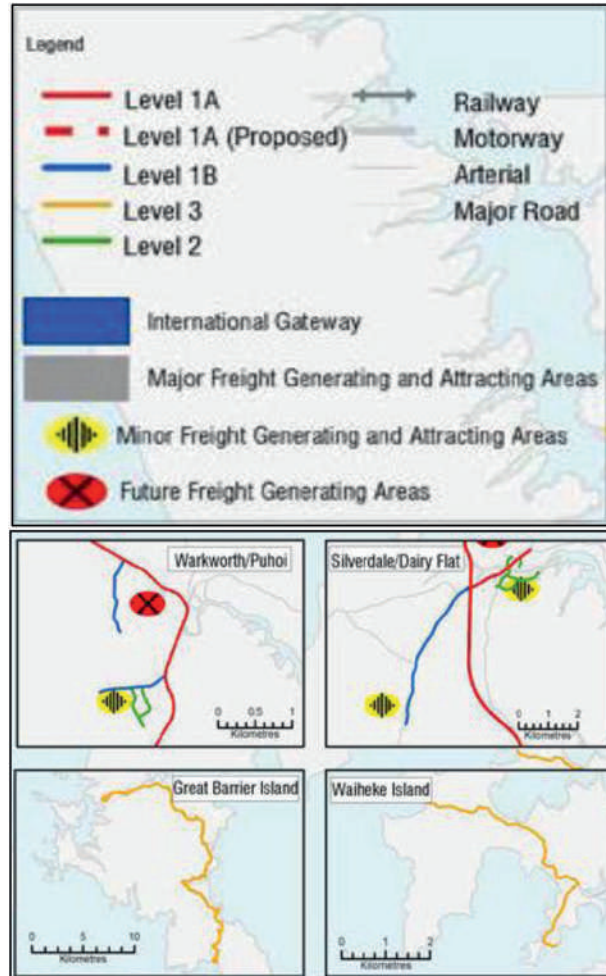 Legend
Level 1A
Level 1A (Proposed)
Level 1B
Level 3
Level 2
Railway
Motorway
Arterial
Major Road
International Gateway
Major Freight Generating and Attracting Areas
Minor Freight Generating and Attracting Areas
Future Freight Generating Areas
Warkworth/Puhoi
0 0.5 1
Kilometres
Silverdale/Dairy Flat
0 1 2
Kilometres
Great Barrier Island
0 5 10
Kilometres
Waiheke Island
0 1 2
Kilometres